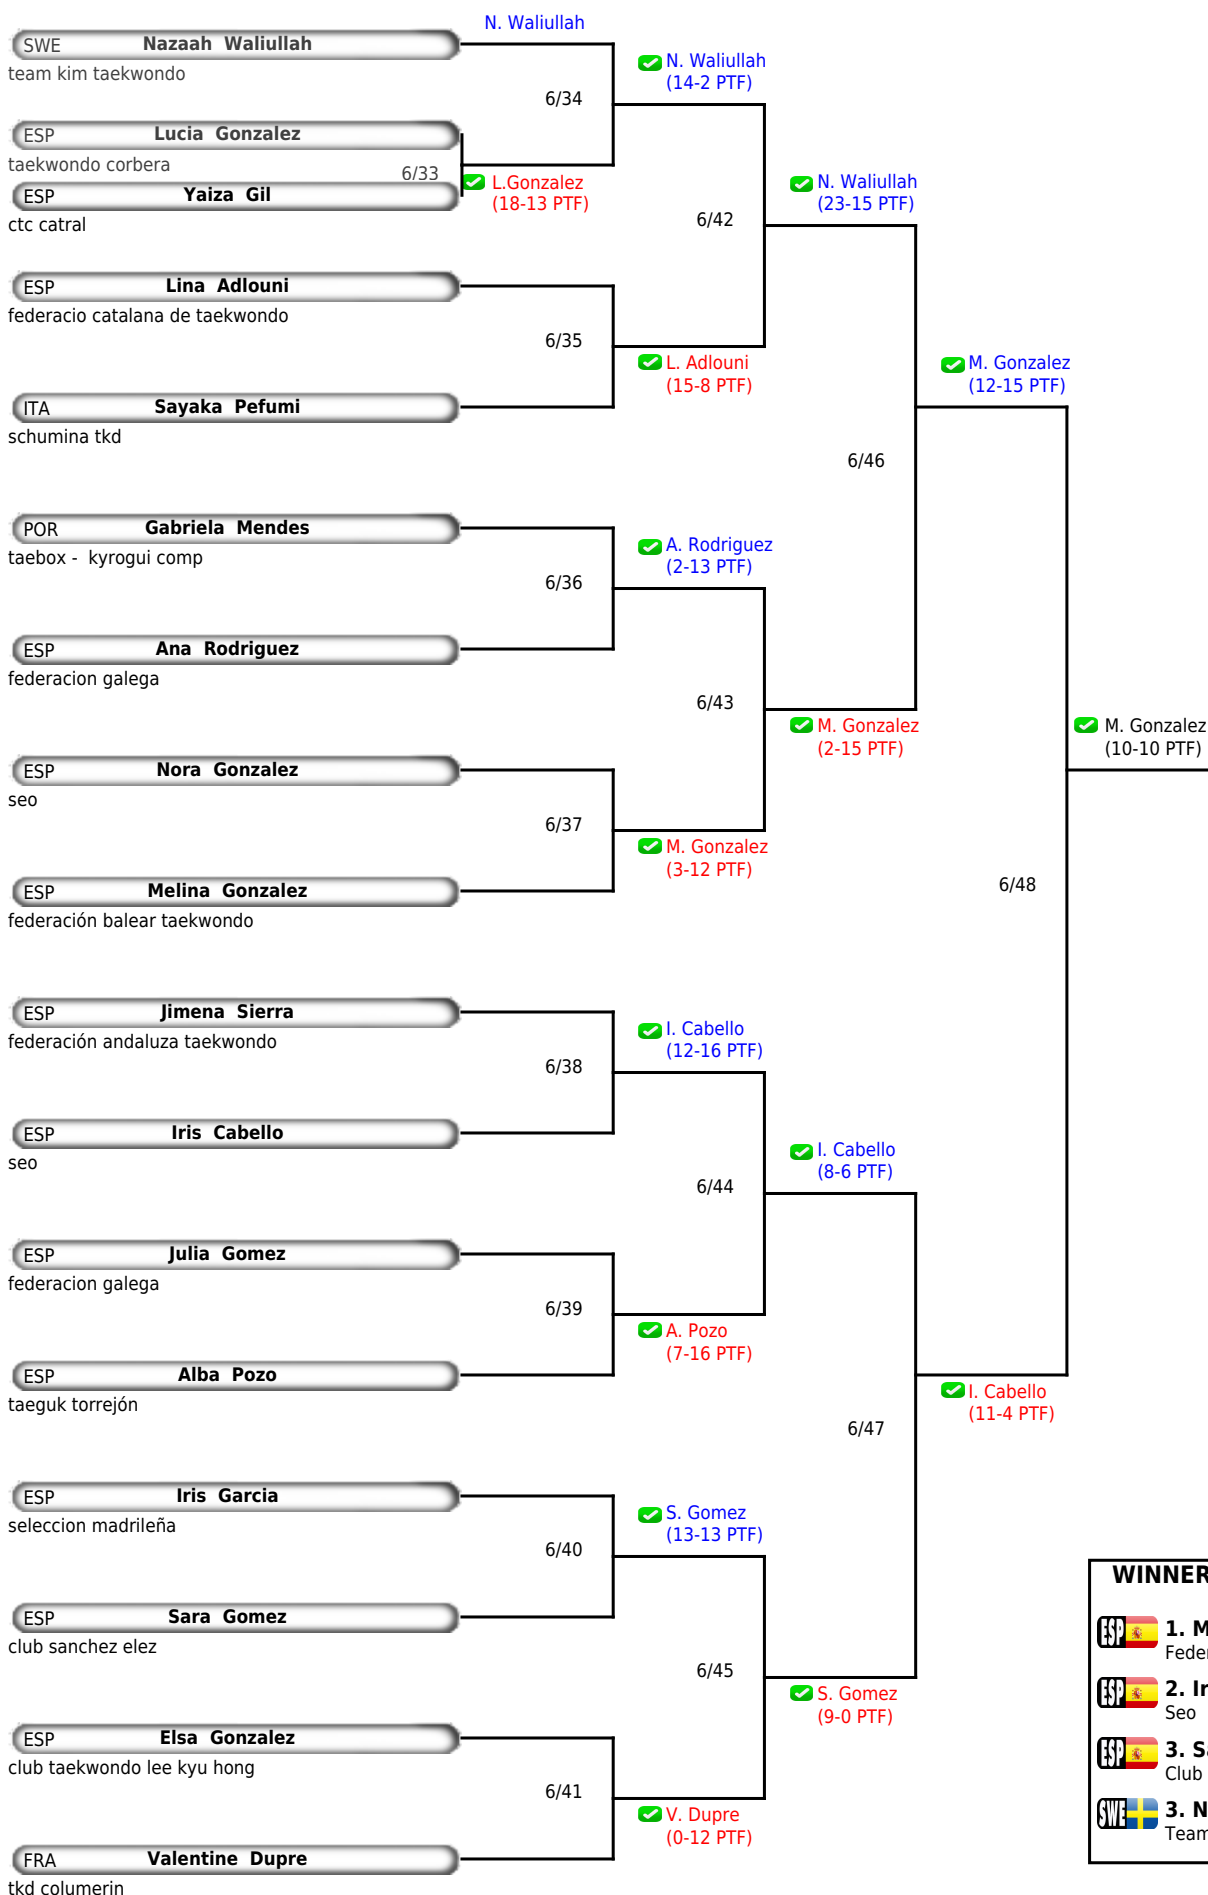 N. Waliullah
SWE Nazaah Waliullah
team kim taekwondo
N. Waliullah
(14-2 PTF)
6/34
ESP Lucia Gonzalez
taekwondo corbera
6/33
L.Gonzalez
(18-13 PTF)
ESP Yaiza Gil
ctc catral
N. Waliullah
(23-15 PTF)
6/42
ESP Lina Adlouni
federacio catalana de taekwondo
6/35
L. Adlouni
(15-8 PTF)
M. Gonzalez
(12-15 PTF)
ITA Sayaka Pefumi
schumina tkd
6/46
POR Gabriela Mendes
taebox - kyrogui comp
A. Rodriguez
(2-13 PTF)
6/36
ESP Ana Rodriguez
federacion galega
6/43
M. Gonzalez
(2-15 PTF)
M. Gonzalez
(10-10 PTF)
ESP Nora Gonzalez
seo
6/37
M. Gonzalez
(3-12 PTF)
ESP Melina Gonzalez
federación balear taekwondo
6/48
ESP Jimena Sierra
federación andaluza taekwondo
I. Cabello
(12-16 PTF)
6/38
ESP Iris Cabello
seo
I. Cabello
(8-6 PTF)
6/44
ESP Julia Gomez
federacion galega
6/39
A. Pozo
(7-16 PTF)
ESP Alba Pozo
taeguk torrejón
I. Cabello
(11-4 PTF)
6/47
ESP Iris Garcia
seleccion madrileña
S. Gomez
(13-13 PTF)
6/40
ESP Sara Gomez
club sanchez elez
6/45
S. Gomez
(9-0 PTF)
ESP Elsa Gonzalez
club taekwondo lee kyu hong
6/41
V. Dupre
(0-12 PTF)
FRA Valentine Dupre
tkd columerin
WINNER
ESP 1. M
Feder
ESP 2. Ir
Seo
ESP 3. Sa
Club
SWE 3. N
Team